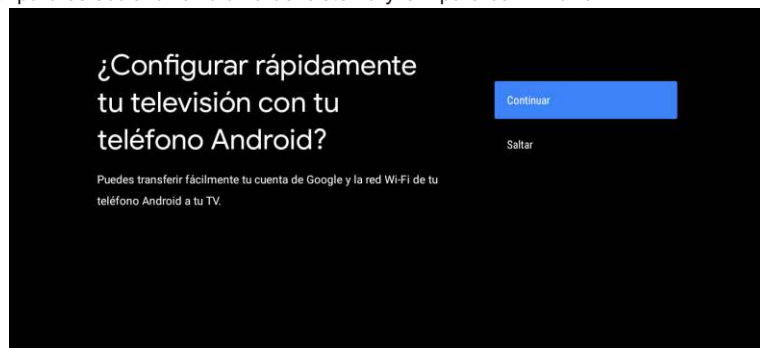 ¿Configurar rápidamente
tu televisión con tu
teléfono Android?
Continuar
Saltar
Puedes transferir fácilmente tu cuenta de Google y la red Wi-Fi de tu
teléfono Android a tu TV.